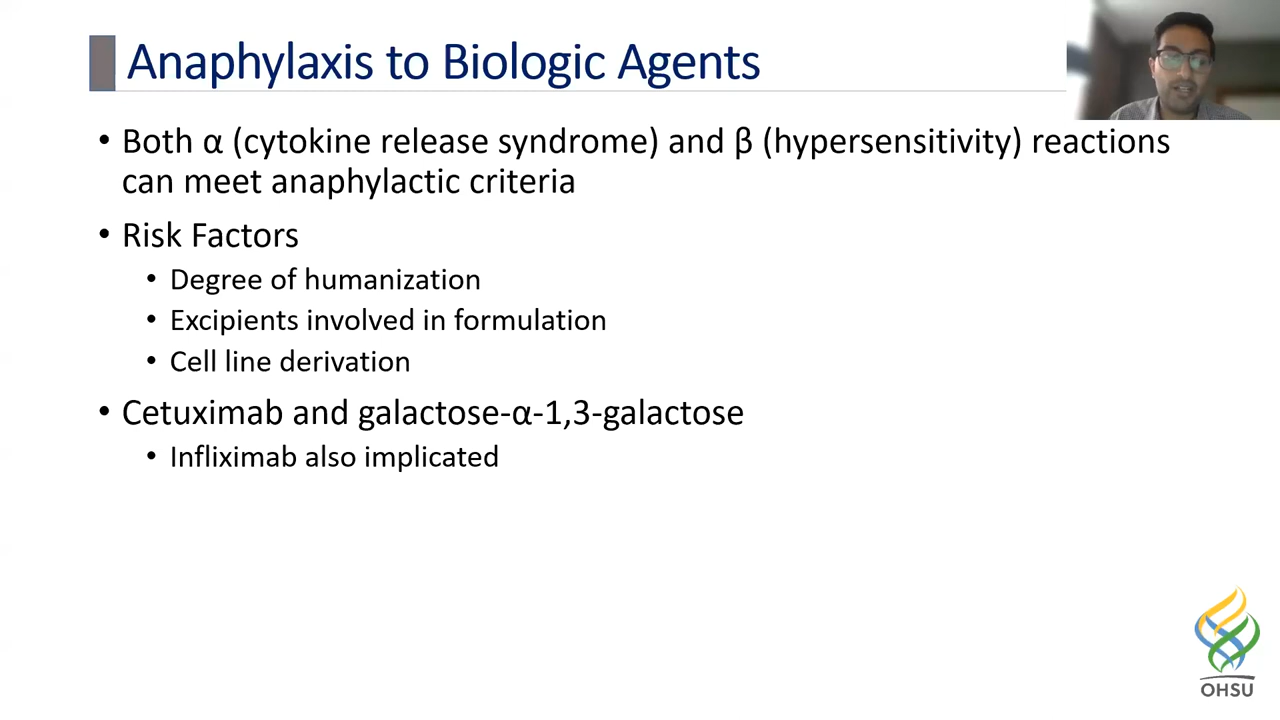 Anaphylaxis to Biologic Agents
• Both α (cytokine release syndrome) and β (hypersensitivity) reactions
can meet anaphylactic criteria
• Risk Factors
• Degree of humanization
• Excipients involved in formulation
• Cell line derivation
• Cetuximab and galactose-α-1,3-galactose
• Infliximab also implicated
OHSU